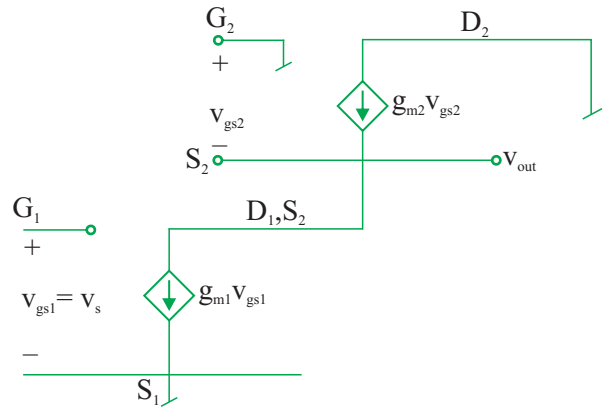 G2
D2
+
gm2vgs2
vgs2
−
S2
vout
G1
D1,S2
+
vgs1= vs
gm1vgs1
−
S1